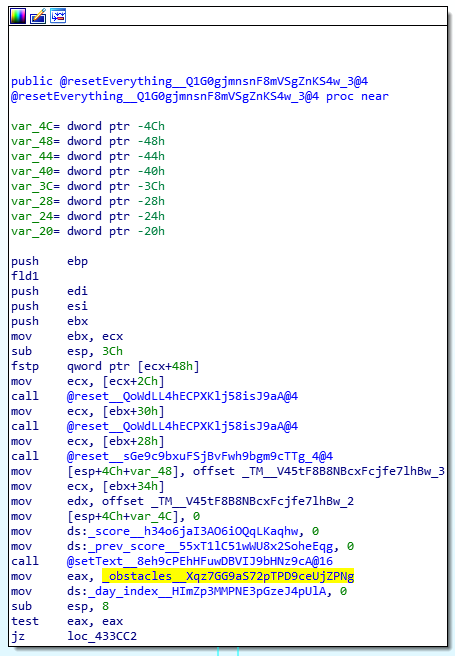 public @resetEverything__Q1G0gjmnsnF8mVSgZnKS4w_3@4
@resetEverything__Q1G0gjmnsnF8mVSgZnKS4w_3@4 proc near
var_4C= dword ptr -4Ch
var_48= dword ptr -48h
var_44= dword ptr -44h
var_40= dword ptr -40h
var_3C= dword ptr -3Ch
var_28= dword ptr -28h
var_24= dword ptr -24h
var_20= dword ptr -20h
push ebp
fld1
push edi
push esi
push ebx
mov ebx, ecx
sub esp, 3Ch
fstp qword ptr [ecx+48h]
mov ecx, [ecx+2Ch]
call @reset__QoWdLL4hECPXKlj58isJ9aA@4
mov ecx, [ebx+30h]
call @reset__QoWdLL4hECPXKlj58isJ9aA@4
mov ecx, [ebx+28h]
call @reset__sGe9c9bxuFSjBvFwh9bgm9cTTg_4@4
mov [esp+4Ch+var_48], offset _TM__V45tF8B8NBcxFcjfe7lhBw_3
mov ecx, [ebx+34h]
mov edx, offset _TM__V45tF8B8NBcxFcjfe7lhBw_2
mov [esp+4Ch+var_4C], 0
mov ds:_score__h34o6jaI3AO6iOQqLKaqhw, 0
mov ds:_prev_score__55xT1lC51wWU8x2SoheEqg, 0
call @setText__8eh9cPEhHFuwDBVIJ9bHNz9cA@16
mov eax, _obstacles__Xqz7GG9aS72pTPD9ceUjZPNg
mov ds:_day_index__HImZp3MMPNE3pGzeJ4pUlA, 0
sub esp, 8
test eax, eax
jz loc_433CC2